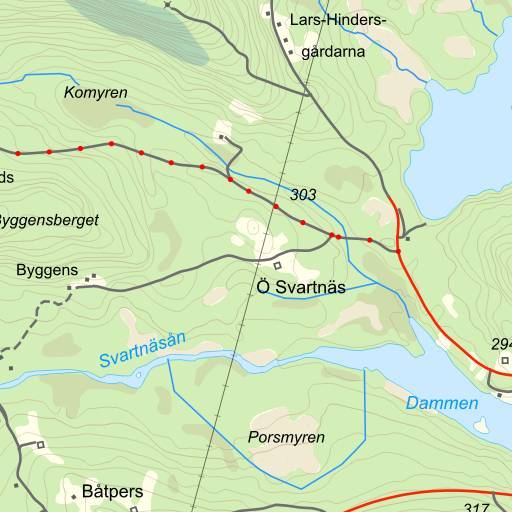 Lars-Hinders-
gårdarna
Komyren
303
ds
Byggensberget
Byggens
Ö Svartnäs
Svartnäsån
294
Dammen
Porsmyren
Båtpers
317